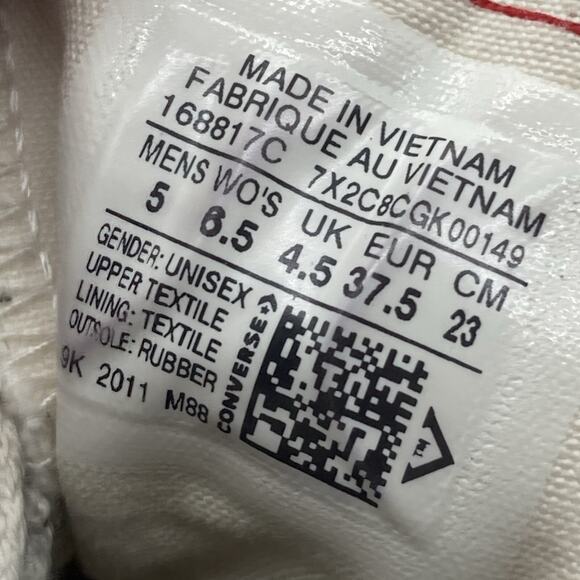 MADE IN VIETNAM
FABRIQUE AU VIETNAM
168817C 7X2C8CGK00149
MENS WO'S UK EUR CM
5 6.5 4.5 37.5 23
GENDER: UNISEX
UPPER TEXTILE
LINING: TEXTILE
OUTSOLE: RUBBER
9K 2011 M88
CONVERSE
TM